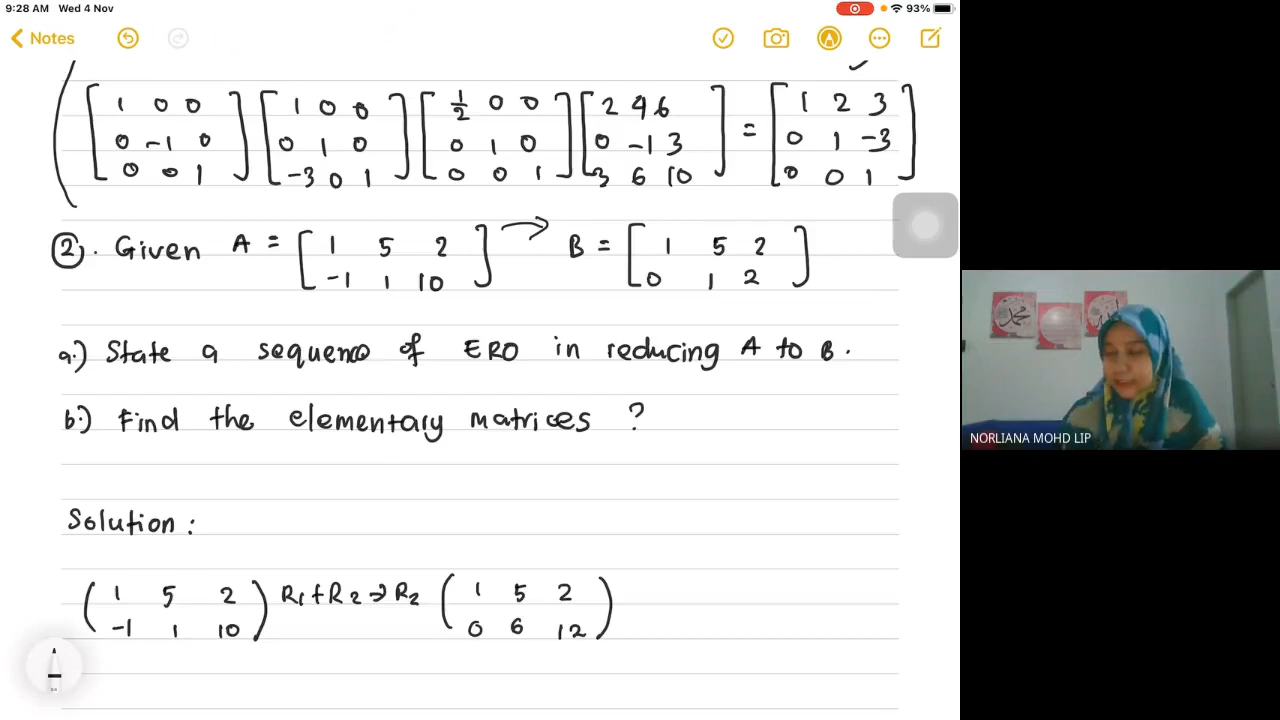 9:28 AM Wed 4 Nov 93%
Notes
1 0 0 1 0 0 1/2 0 0 2 4 6 1 2 3
0 -1 0 0 1 0 0 1 0 0 -1 3 = 0 1 -3
0 0 1 -3 0 1 0 0 1 3 6 10 0 0 1
②. Given A = [ 1 5 2 ] → B = [ 1 5 2 ]
-1 1 10 0 1 2
a.) State a sequence of ERO in reducing A to B.
b.) Find the elementary matrices ?
Solution :
( 1 5 2 ) R₁+R₂→R₂ ( 1 5 2 )
-1 1 10 0 6 12
NORLIANA MOHD LIP